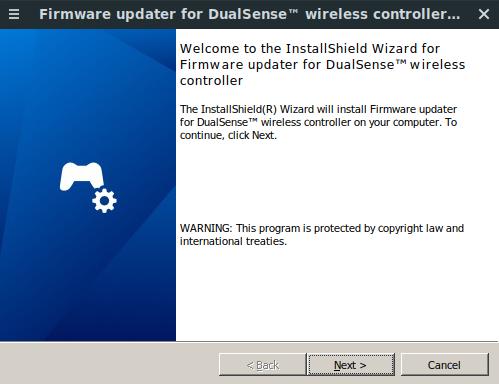 Firmware updater for DualSense™ wireless controller...
Welcome to the InstallShield Wizard for
Firmware updater for DualSense™ wireless
controller
The InstallShield(R) Wizard will install Firmware updater
for DualSense™ wireless controller on your computer. To
continue, click Next.
WARNING: This program is protected by copyright law and
international treaties.
< Back
Next >
Cancel